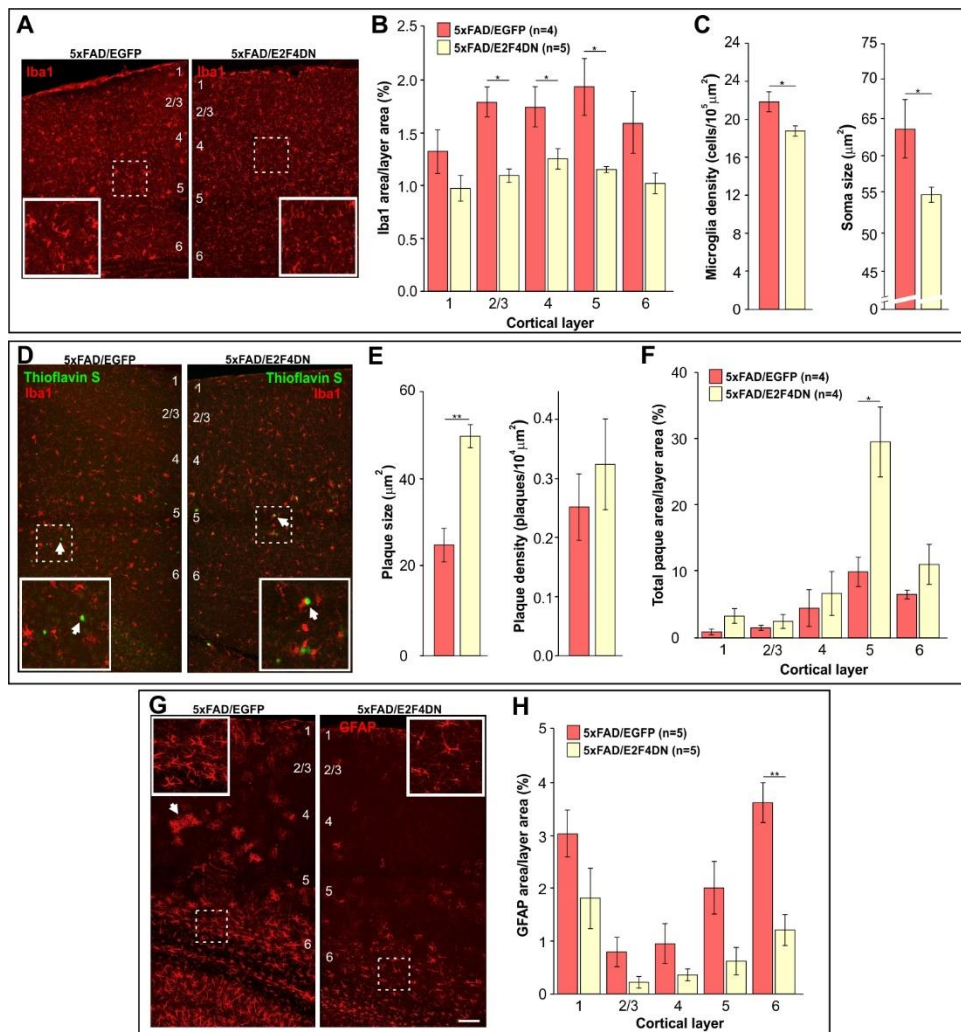 A
5xFAD/EGFP
5xFAD/E2F4DN
Iba1
1
2/3
4
5
6
1
2/3
4
5
6
B
5xFAD/EGFP (n=4)
5xFAD/E2F4DN (n=5)
Iba1 area/layer area (%)
2.0
1.5
1.0
2.5
0.0
*
*
*
1
2/3
4
5
6
Cortical layer
C
Microglia density (cells/10⁵μm²)
24
20
16
12
8
4
0
*
Soma size (μm²)
75
70
65
60
55
50
45
0
*
D
5xFAD/EGFP
5xFAD/E2F4DN
Thioflavin S
Iba1
1
2/3
4
5
6
Thioflavin S
Iba1
1
2/3
4
5
6
E
Plaque size (μm²)
60
40
20
0
**
Plaque density (plaques/10⁴μm²)
0.4
0.3
0.2
0.1
0.0
F
5xFAD/EGFP (n=4)
5xFAD/E2F4DN (n=4)
Total paque area/layer area (%)
40
30
20
10
0
*
1
2/3
4
5
6
Cortical layer
G
5xFAD/EGFP
5xFAD/E2F4DN
GFAP
1
2/3
4
5
6
1
2/3
4
5
6
H
5xFAD/EGFP (n=5)
5xFAD/E2F4DN (n=5)
GFAP area/layer area (%)
5
4
3
2
1
0
**
1
2/3
4
5
6
Cortical layer